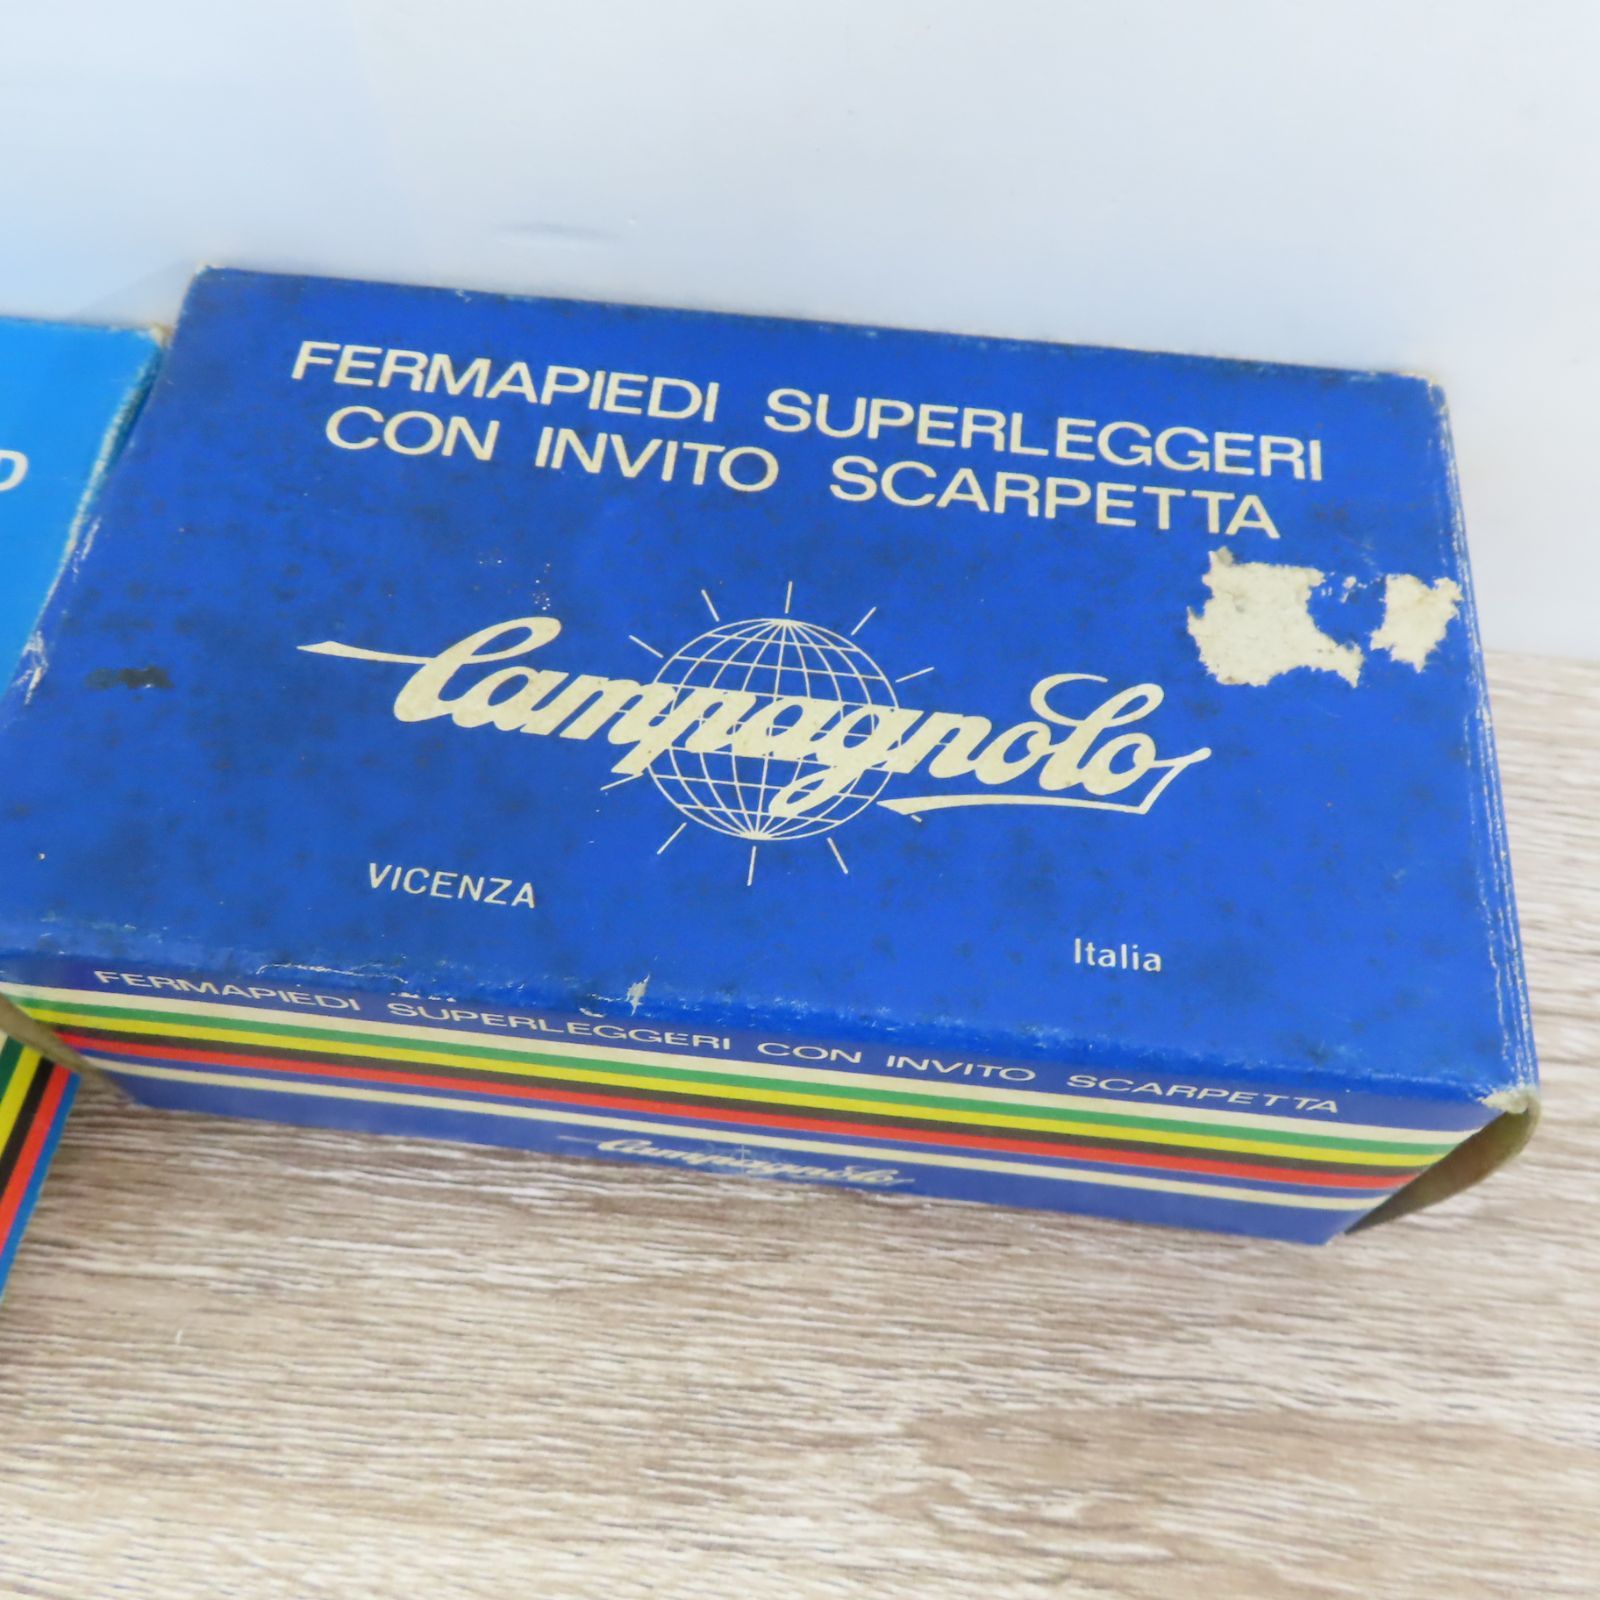 FERMAPIEDI SUPERLEGGERI
CON INVITO SCARPETTA
Campagnolo
VICENZA
Italia
FERMAPIEDI SUPERLEGGERI CON INVITO SCARPETTA
Campagnolo